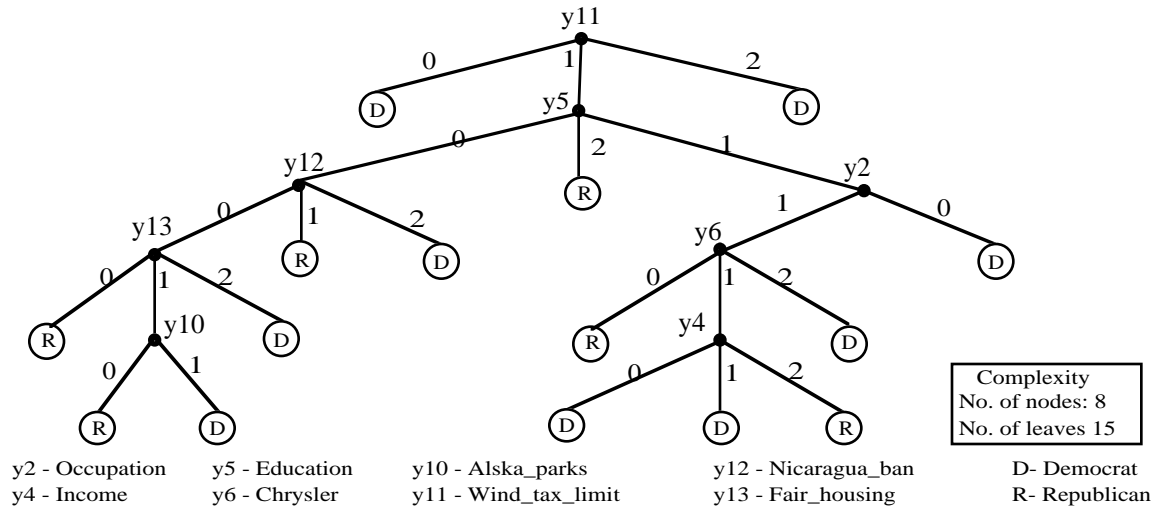 y11
0 1 2
D D
y5
0 2 1
y12 R y2
0 1 2 1 0
y13 R D y6 D
0 1 2 0 1 2
R y10 D R y4 D
0 1 0 1 2
R D D D R
Complexity
No. of nodes: 8
No. of leaves 15
y2 - Occupation y5 - Education y10 - Alska_parks y12 - Nicaragua_ban D- Democrat
y4 - Income y6 - Chrysler y11 - Wind_tax_limit y13 - Fair_housing R- Republican